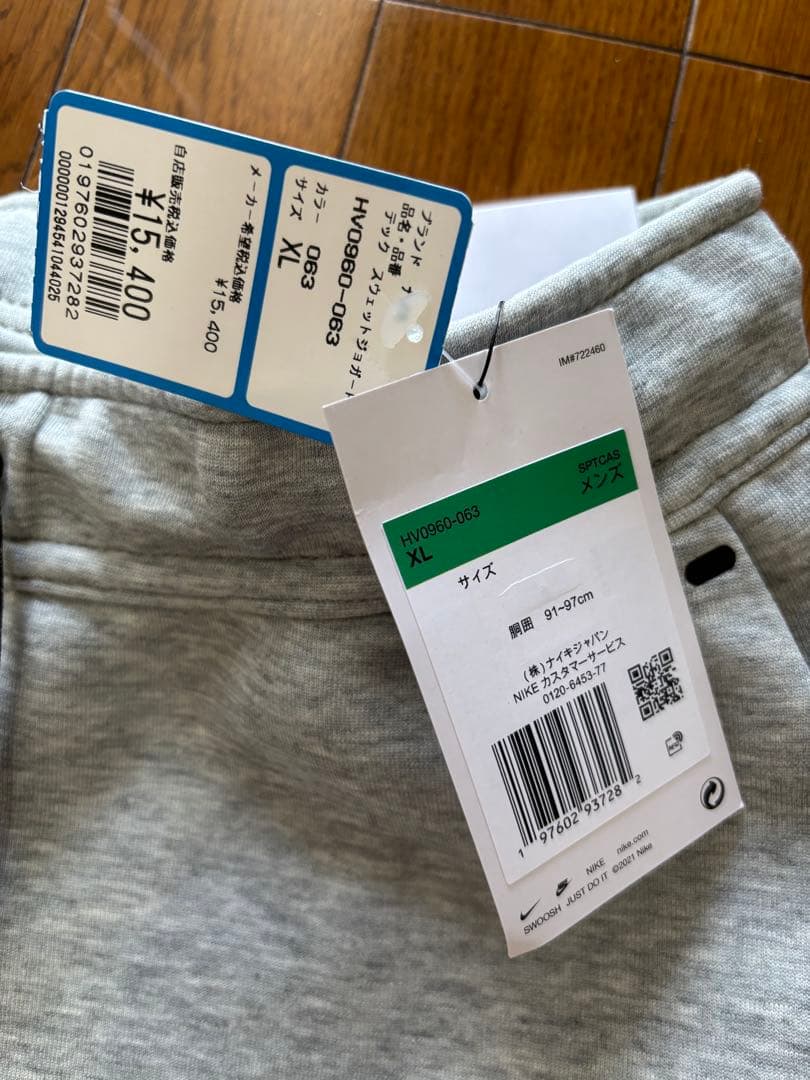 ブランド
品名・品番
テック スウェットジョガー
HV0960-063
カラー 063
サイズ XL
メーカー希望税込価格
¥15,400
自店販売税込価格
¥15,400
0197602937282
IM#722460
SPTCAS
メンズ
HV0960-063
XL
サイズ
胴囲 91~97cm
(株)ナイキジャパン
NIKE カスタマーサービス
0120-6453-77
1 97602 93728 2
NIKE nike.com
SWOOSH JUST DO IT ©2021 Nike